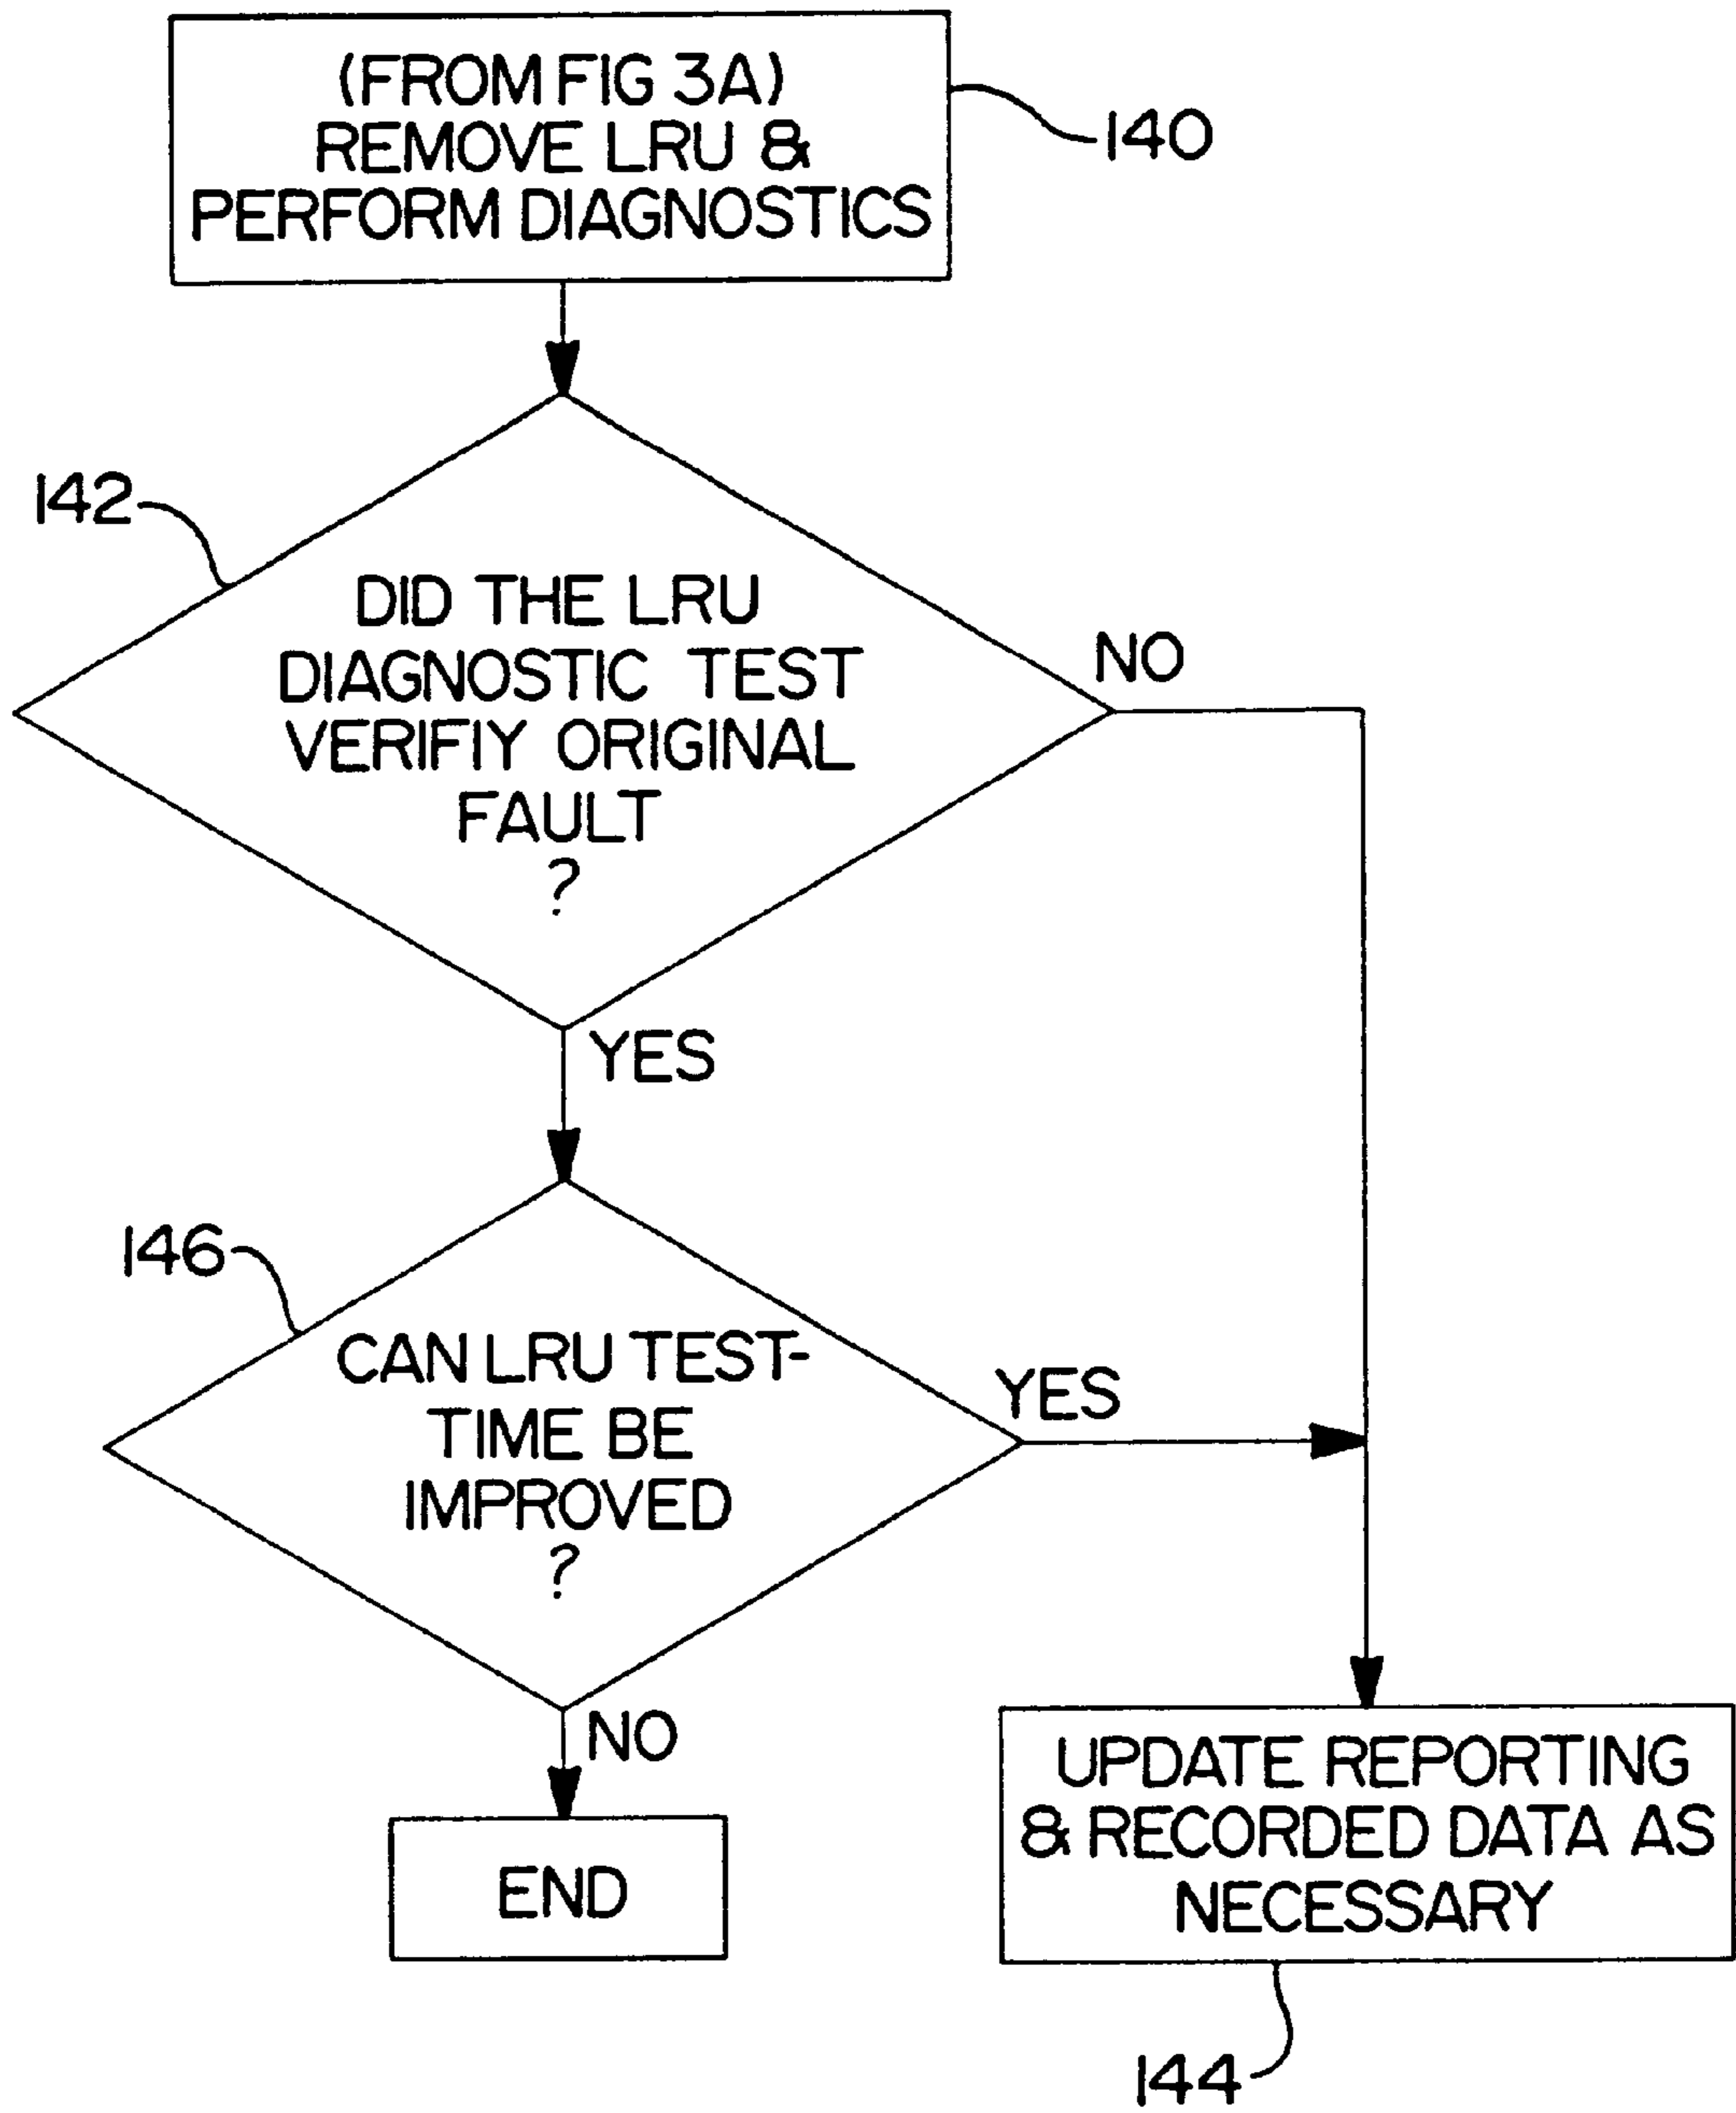 (FROM FIG 3A)
REMOVE LRU &
PERFORM DIAGNOSTICS
140
142
DID THE LRU
DIAGNOSTIC TEST
VERIFIY ORIGINAL
FAULT
?
NO
YES
146
CAN LRU TEST-
TIME BE
IMPROVED
?
YES
NO
END
UPDATE REPORTING
& RECORDED DATA AS
NECESSARY
144